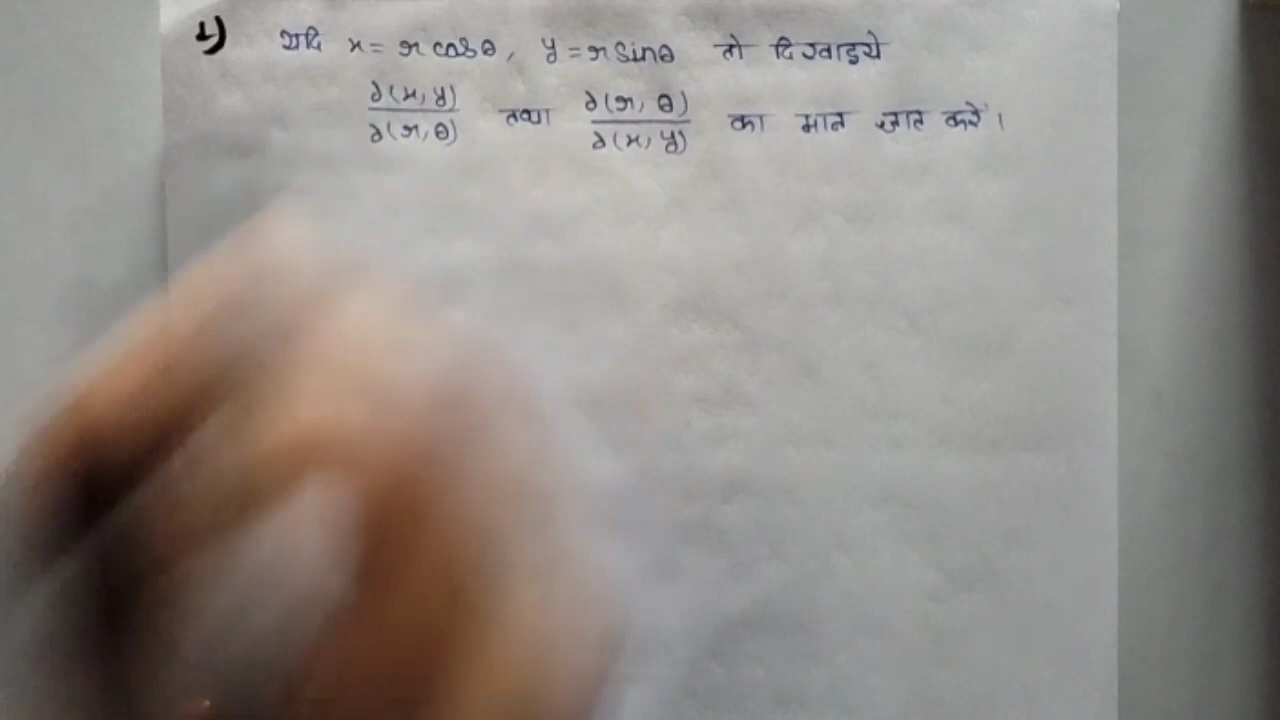 1) यदि x = r cosθ, y = r sinθ तो दिखाइये
∂(x, y)/∂(r, θ) तथा ∂(r, θ)/∂(x, y) का मान ज्ञात करें।